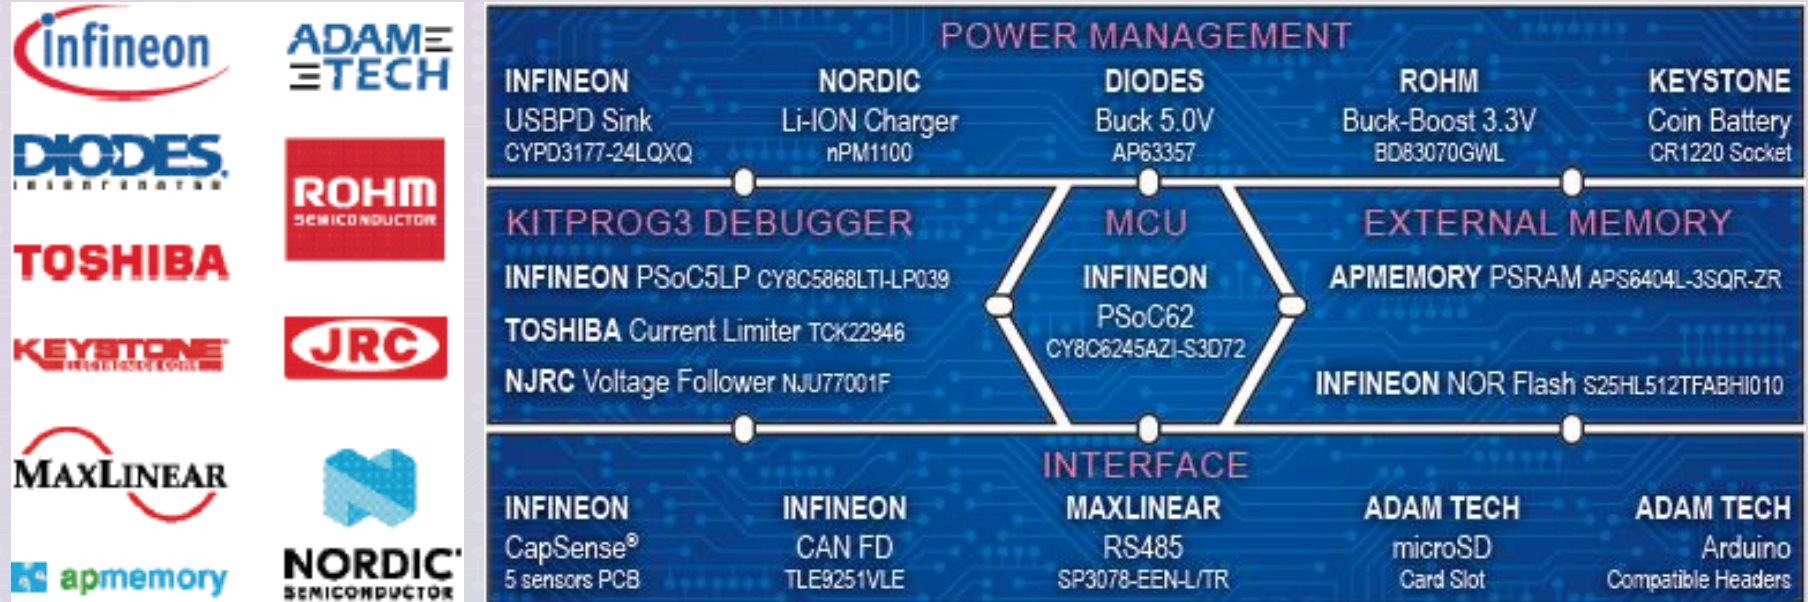 infineon
ADAM
TECH
DIODES.
INCORPORATED
ROHM
SEMICONDUCTOR
TOSHIBA
KEYSTONE
ELECTRONICS CORP.
JRC
MAXLINEAR
apmemory
NORDIC
SEMICONDUCTOR
POWER MANAGEMENT
INFINEON NORDIC DIODES ROHM KEYSTONE
USBPD Sink Li-ION Charger Buck 5.0V Buck-Boost 3.3V Coin Battery
CYPD3177-24LQXQ nPM1100 AP63357 BD83070GWL CR1220 Socket
KITPROG3 DEBUGGER
INFINEON PSoC5LP CY8C5868LTI-LP039
TOSHIBA Current Limiter TCK22946
NJRC Voltage Follower NJU77001F
MCU
INFINEON
PSoC62
CY8C6245AZI-S3D72
EXTERNAL MEMORY
APMEMORY PSRAM APS6404L-3SQR-ZR
INFINEON NOR Flash S25HL512TFABHI010
INTERFACE
INFINEON INFINEON MAXLINEAR ADAM TECH ADAM TECH
CapSense® CAN FD RS485 microSD Arduino
5 sensors PCB TLE9251VLE SP3078-EEN-L/TR Card Slot Compatible Headers